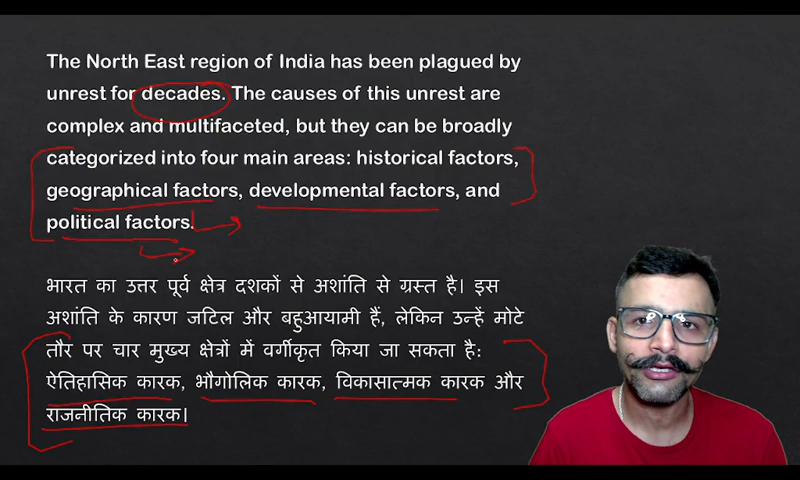 The North East region of India has been plagued by
unrest for decades. The causes of this unrest are
complex and multifaceted, but they can be broadly
categorized into four main areas: historical factors,
geographical factors, developmental factors, and
political factors.
भारत का उत्तर पूर्व क्षेत्र दशकों से अशांति से ग्रस्त है। इस
अशांति के कारण जटिल और बहुआयामी हैं, लेकिन उन्हें मोटे
तौर पर चार मुख्य क्षेत्रों में वर्गीकृत किया जा सकता है:
ऐतिहासिक कारक, भौगोलिक कारक, विकासात्मक कारक और
राजनीतिक कारक।